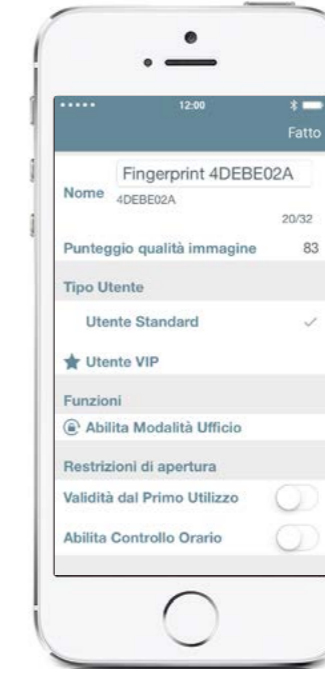 12:00
Fatto
Fingerprint 4DEBE02A
Nome
4DEBE02A
20/32
Punteggio qualità immagine 83
Tipo Utente
Utente Standard
Utente VIP
Funzioni
Abilita Modalità Ufficio
Restrizioni di apertura
Validità dal Primo Utilizzo
Abilita Controllo Orario